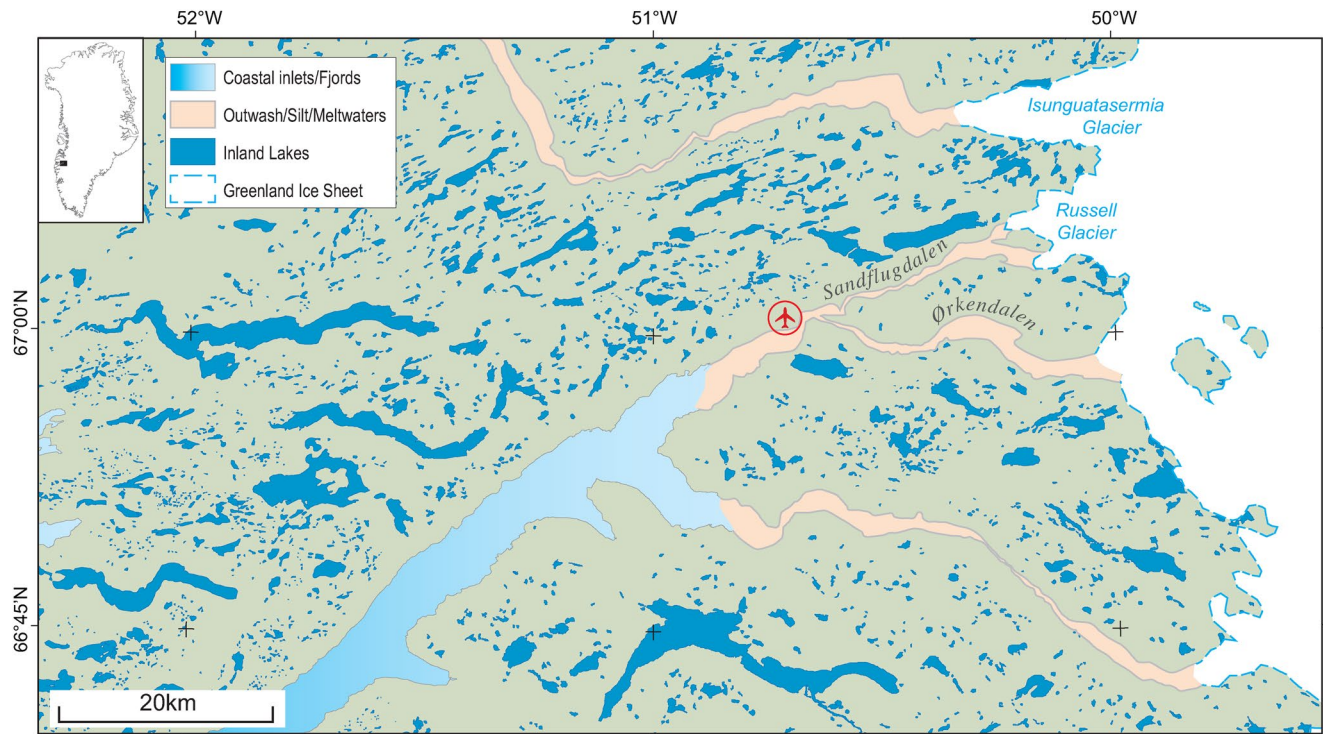 52°W
51°W
50°W
Coastal inlets/Fjords
Outwash/Silt/Meltwaters
Inland Lakes
Greenland Ice Sheet
Isunguatasermia
Glacier
Russell
Glacier
Sandflugdalen
Ørkendalen
67°00'N
66°45'N
20km